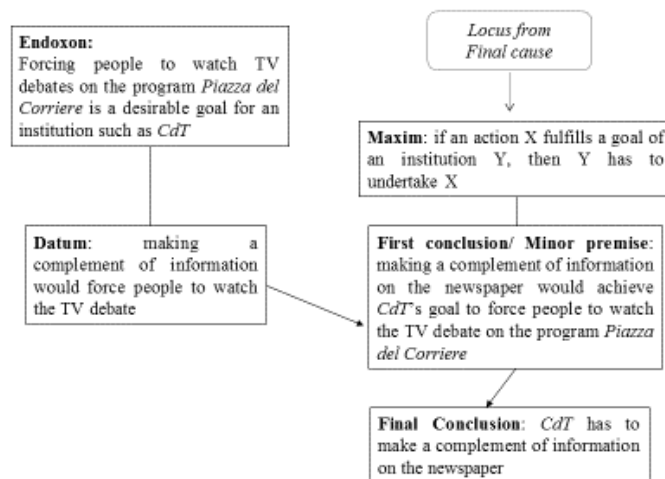 Endoxon:
Forcing people to watch TV
debates on the program Piazza del
Corriere is a desirable goal for an
institution such as CdT
Locus from
Final cause
Maxim: if an action X fulfills a goal of
an institution Y, then Y has to
undertake X
Datum: making a
complement of information
would force people to watch
the TV debate
First conclusion/ Minor premise:
making a complement of information
on the newspaper would achieve
CdT's goal to force people to watch
the TV debate on the program Piazza
del Corriere
Final Conclusion: CdT has to
make a complement of information
on the newspaper